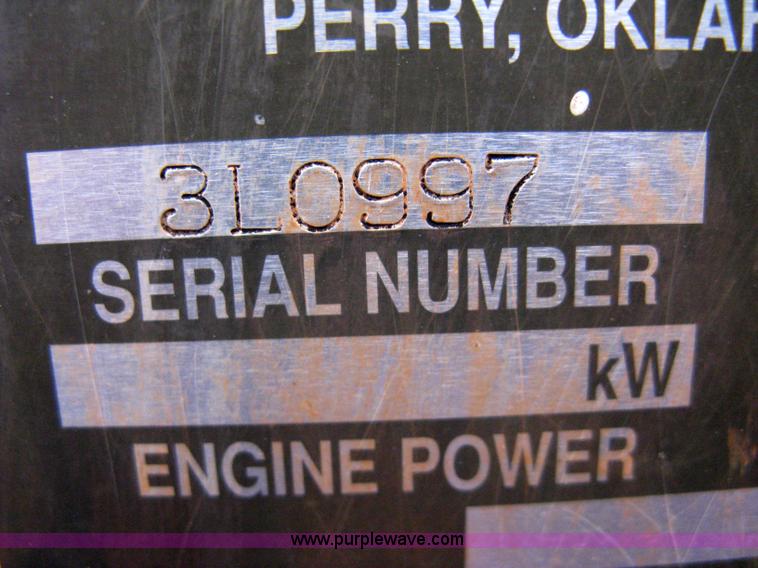 PERRY, OKLA
3L0997
SERIAL NUMBER
kW
ENGINE POWER
www.purplewave.com